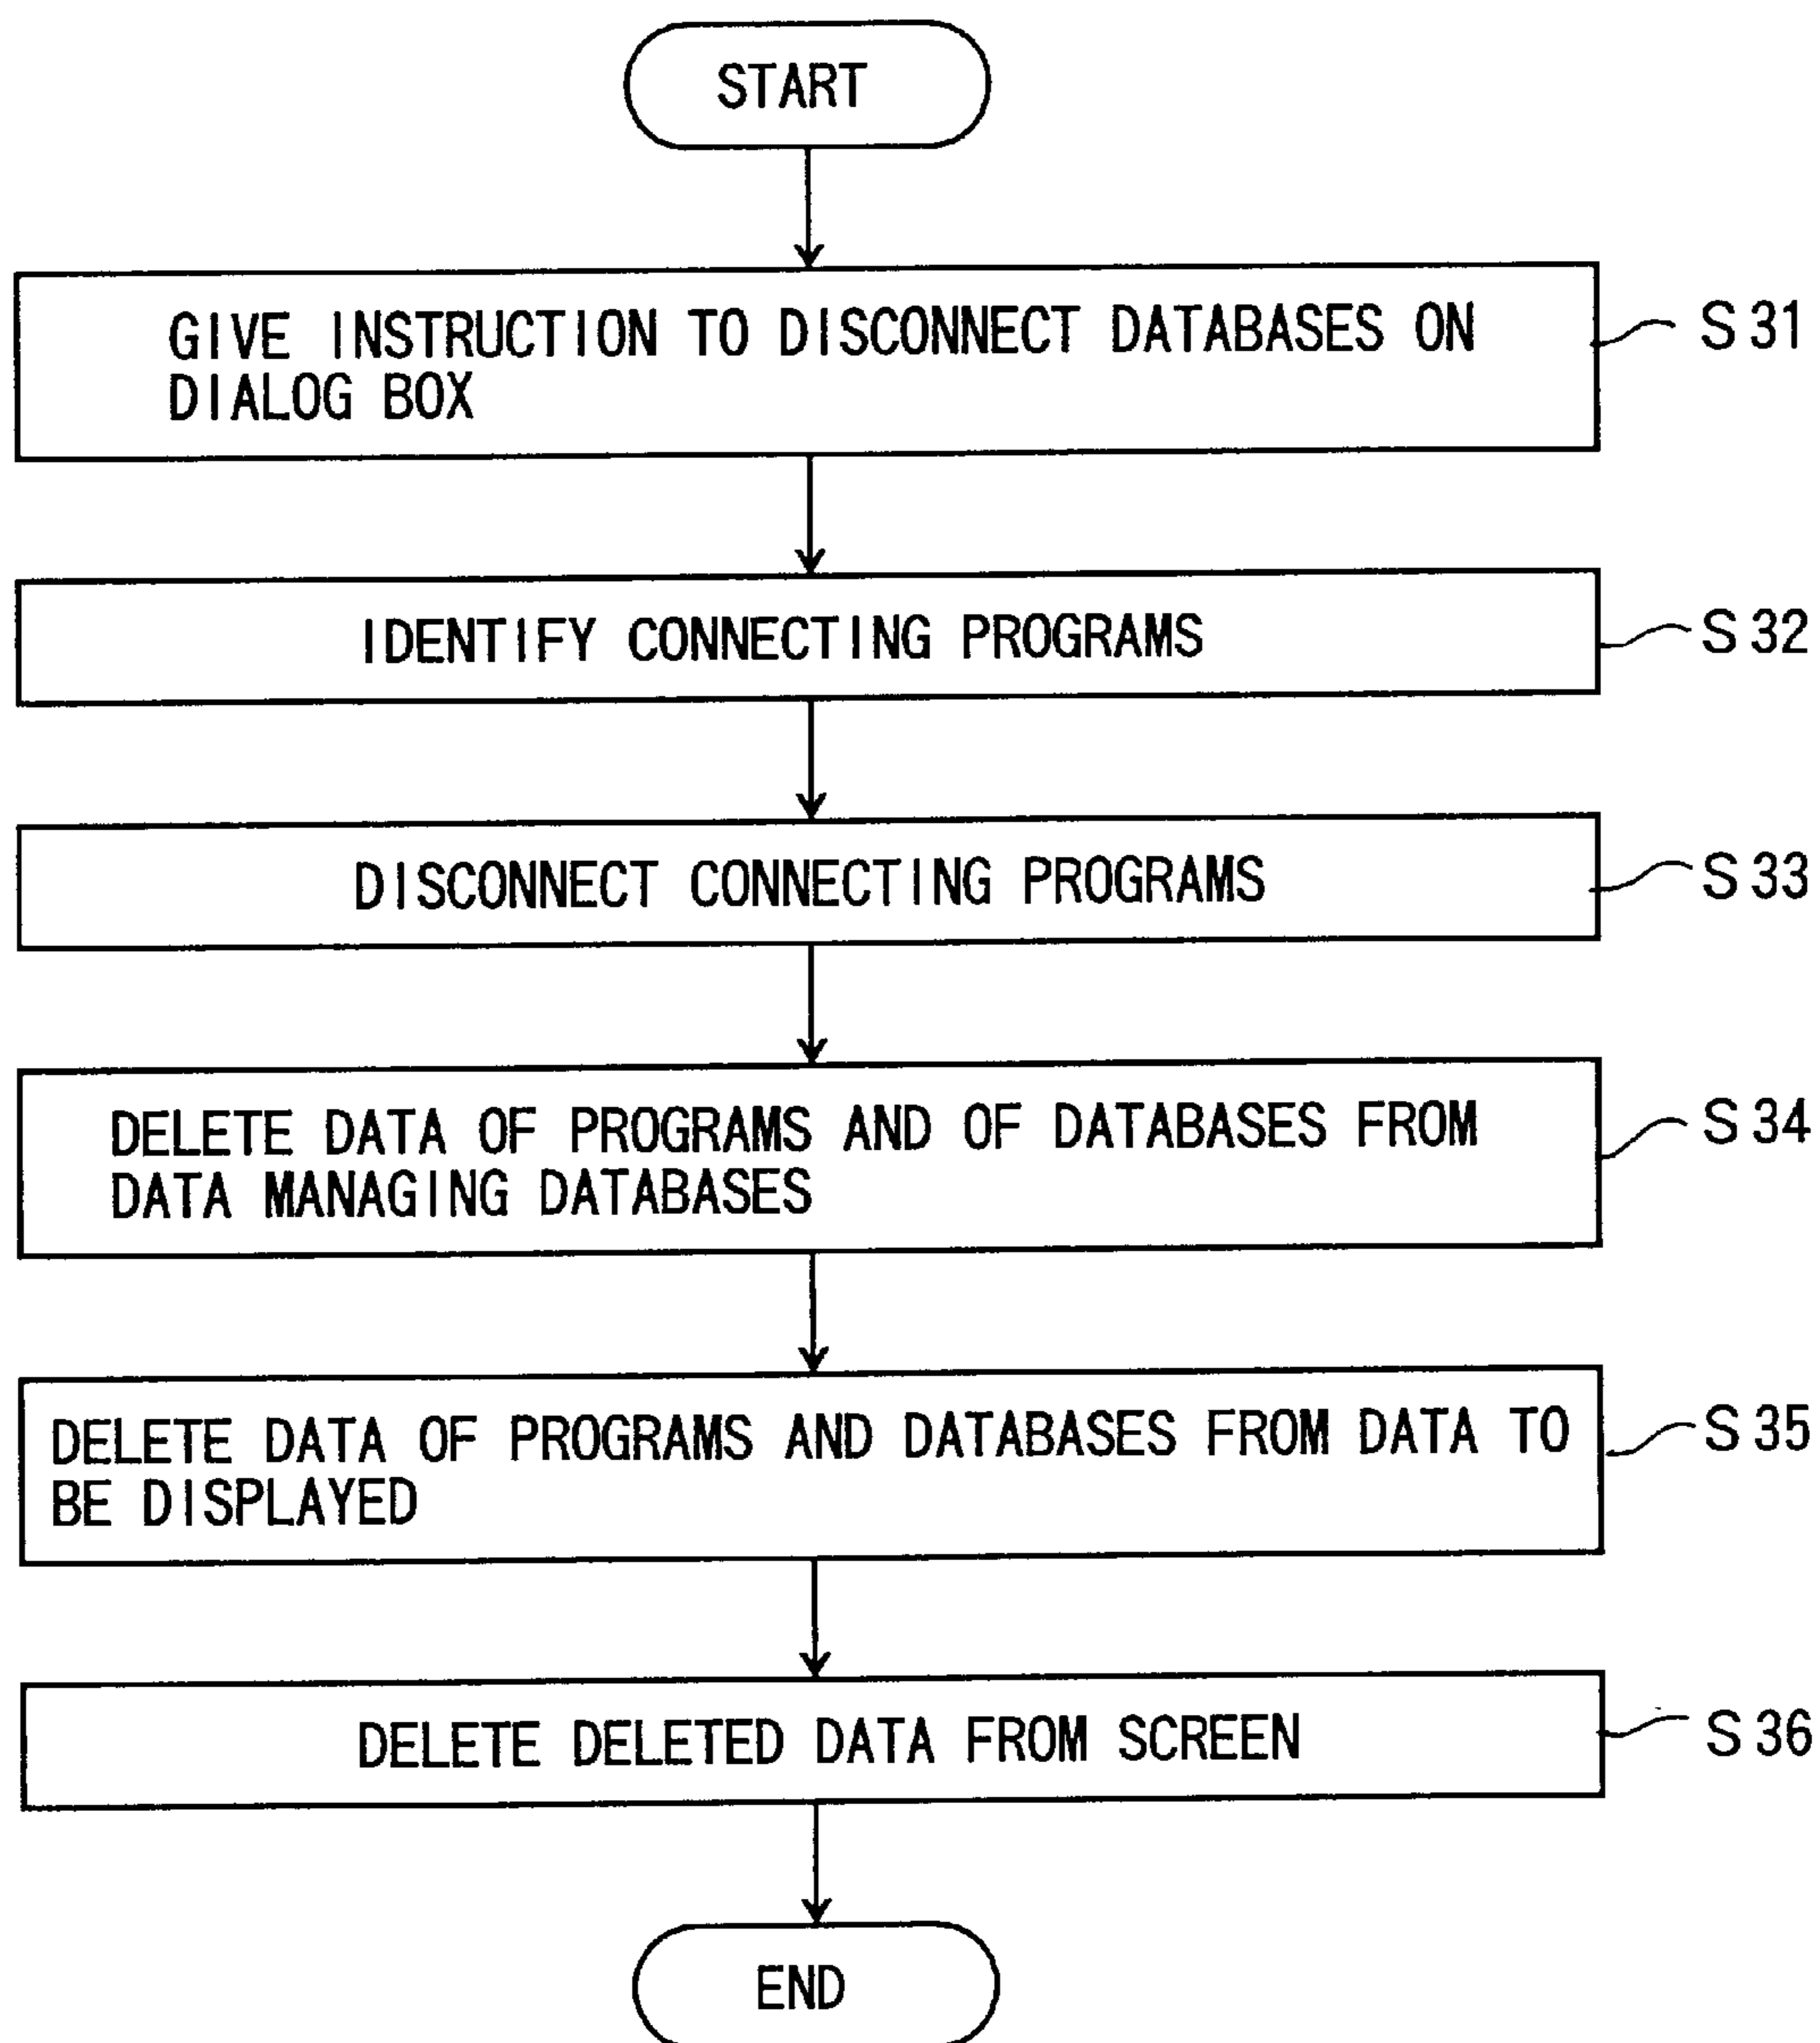 START
GIVE INSTRUCTION TO DISCONNECT DATABASES ON
DIALOG BOX
S31
IDENTIFY CONNECTING PROGRAMS
S32
DISCONNECT CONNECTING PROGRAMS
S33
DELETE DATA OF PROGRAMS AND OF DATABASES FROM
DATA MANAGING DATABASES
S34
DELETE DATA OF PROGRAMS AND DATABASES FROM DATA TO
BE DISPLAYED
S35
DELETE DELETED DATA FROM SCREEN
S36
END